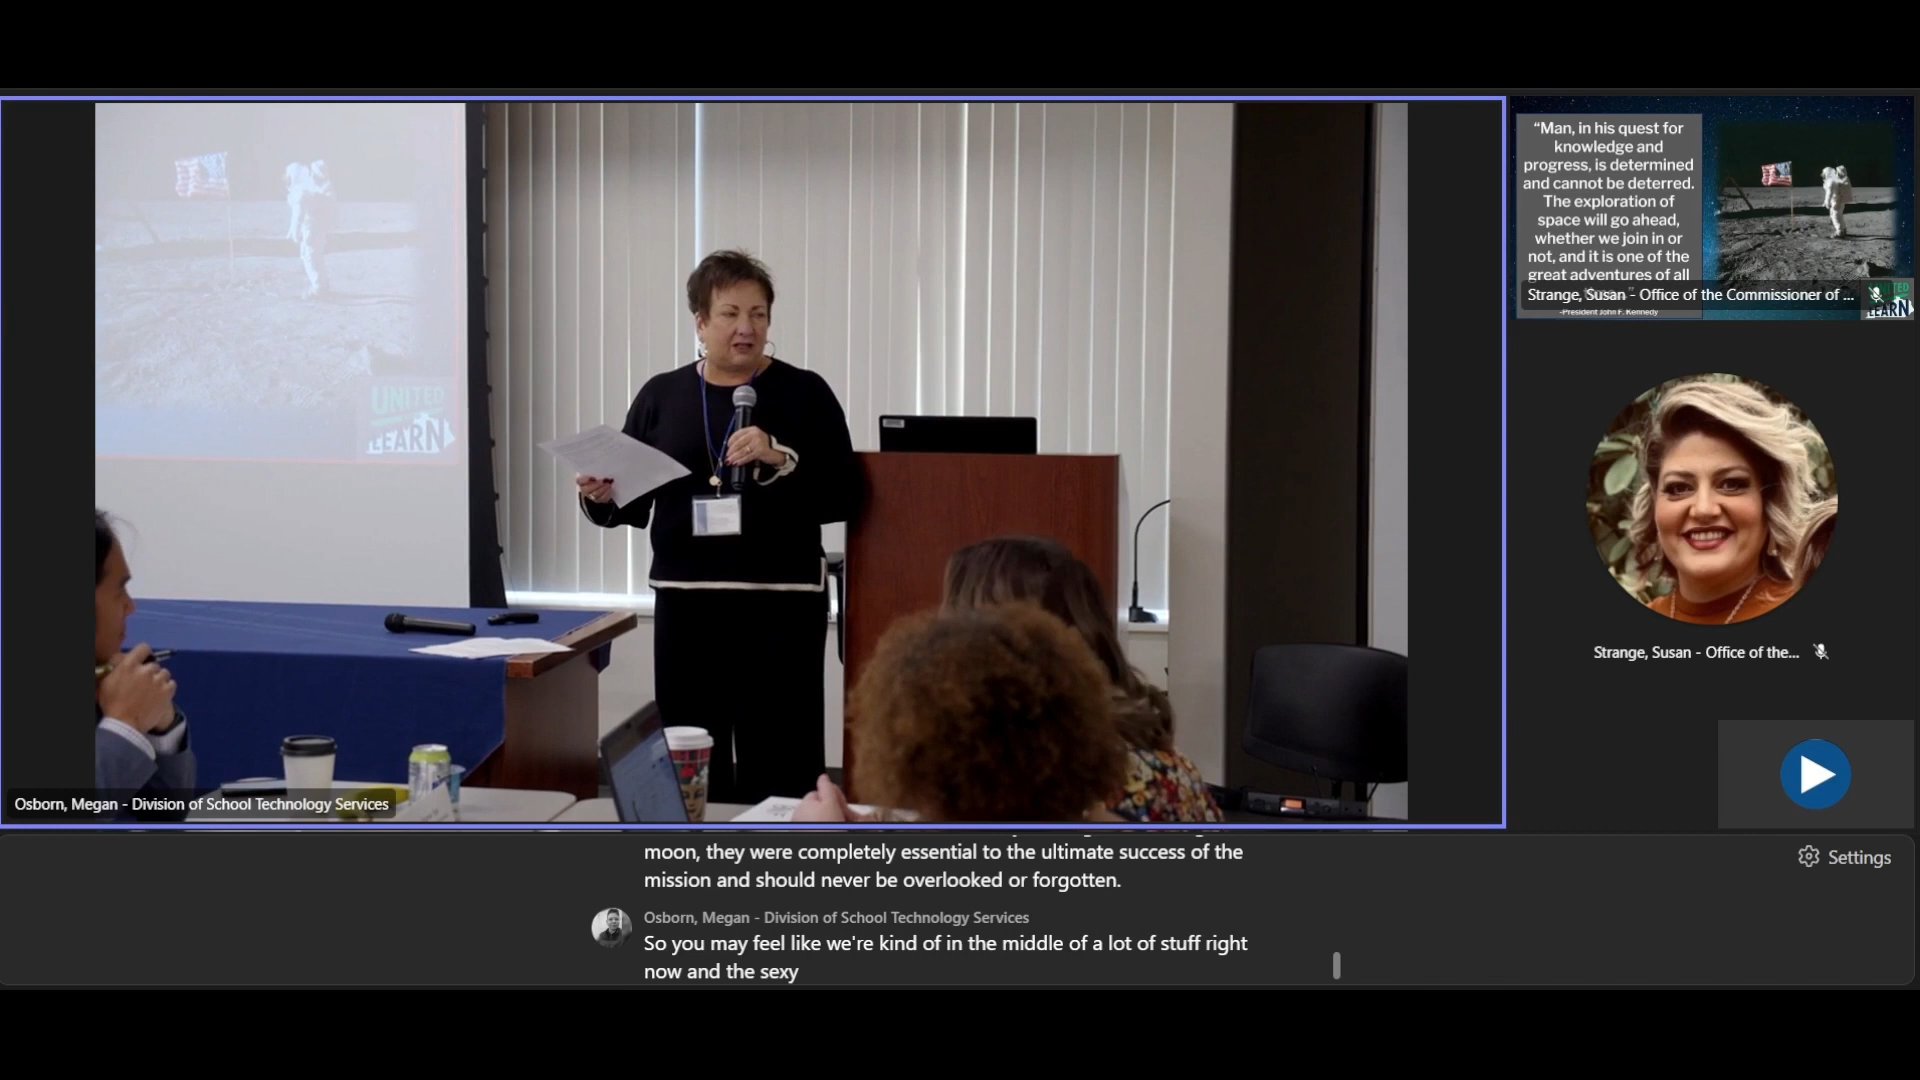 UNITED
LEARN
Osborn, Megan - Division of School Technology Services
“Man, in his quest for
knowledge and
progress, is determined
and cannot be deterred.
The exploration of
space will go ahead,
whether we join in or
not, and it is one of the
great adventures of all
-President John F. Kennedy
Strange, Susan - Office of the Commissioner of ...
UNITED
LEARN
Strange, Susan - Office of the...
Settings
moon, they were completely essential to the ultimate success of the
mission and should never be overlooked or forgotten.
Osborn, Megan - Division of School Technology Services
So you may feel like we're kind of in the middle of a lot of stuff right
now and the sexy